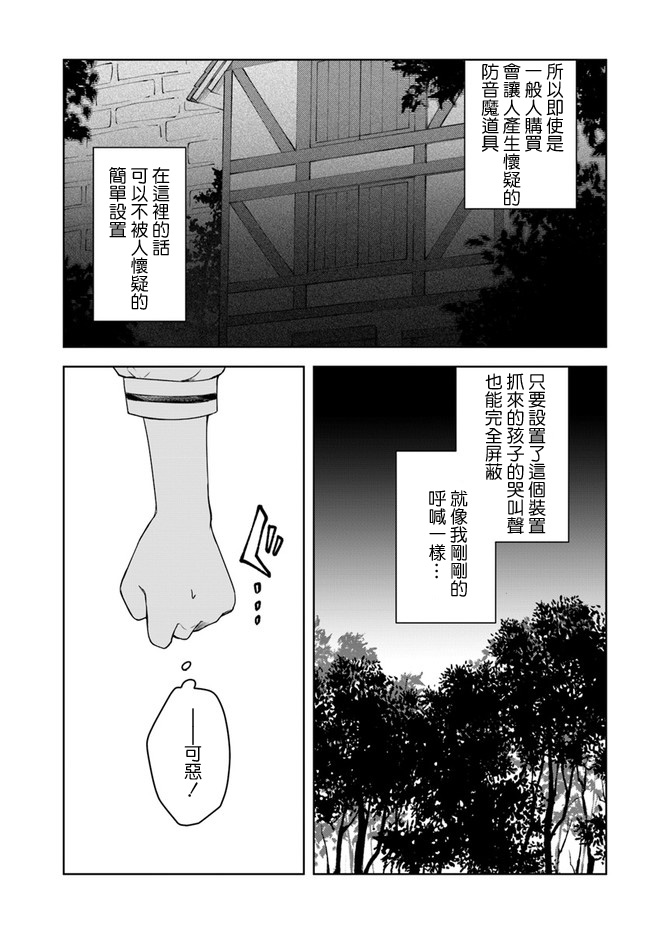 所以即使是
一般人購買
會讓人產生懷疑的
防音魔道具
在這裡的話
可以不被人懷疑的
簡單設置
只要設置了這個裝置
抓來的孩子的哭叫聲
也能完全屏蔽
就像我剛剛的
呼喊一樣…
——可惡！